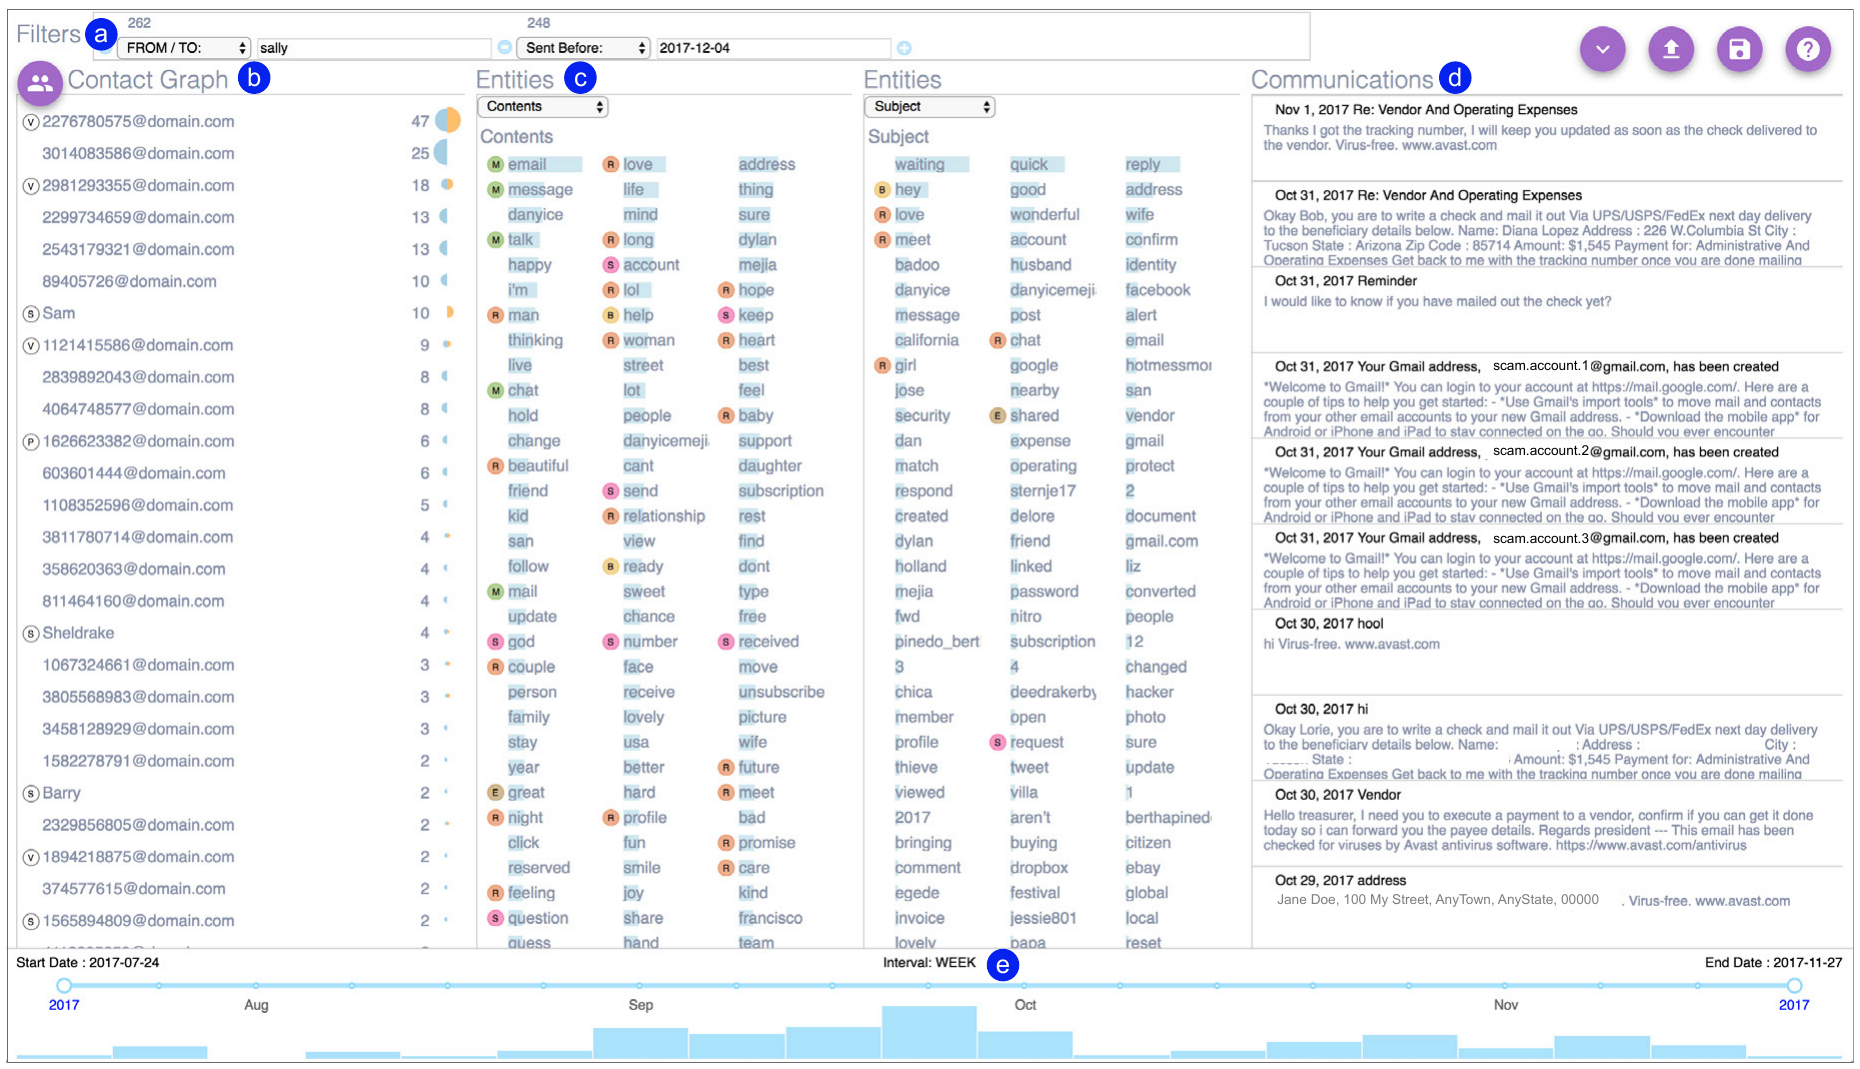 262
248
Filters
a
FROM / TO:
sally
Sent Before:
2017-12-04
Contact Graph b
V 2276780575@domain.com 47
3014083586@domain.com 25
V 2981293355@domain.com 18
2299734659@domain.com 13
2543179321@domain.com 13
89405726@domain.com 10
S Sam 10
V 1121415586@domain.com 9
2839892043@domain.com 8
4064748577@domain.com 8
P 1626623382@domain.com 6
603601444@domain.com 6
1108352596@domain.com 5
3811780714@domain.com 4
358620363@domain.com 4
811464160@domain.com 4
S Sheldrake 4
1067324661@domain.com 3
3805568983@domain.com 3
3458128929@domain.com 3
1582278791@domain.com 2
S Barry 2
2329856805@domain.com 2
V 1894218875@domain.com 2
374577615@domain.com 2
S 1565894809@domain.com 2
Entities c
Contents
Contents
M email R love address
M message life thing
danyice mind sure
M talk R long dylan
happy S account mejia
i'm R lol R hope
R man B help S keep
thinking R woman R heart
live street best
M chat lot feel
hold people R baby
change danyicemeji support
R beautiful cant daughter
friend S send subscription
kid R relationship rest
san view find
follow B ready dont
M mail sweet type
update chance free
S god S number S received
R couple face move
person receive unsubscribe
family lovely picture
stay usa wife
year better R future
E great hard R meet
R night R profile bad
click fun R promise
reserved smile R care
R feeling joy kind
S question share francisco
guess hand team
Entities
Subject
Subject
waiting quick reply
B hey good address
R love wonderful wife
R meet account confirm
badoo husband identity
danyice danyicemeji facebook
message post alert
california R chat email
R girl google hotmessmor
jose nearby san
security E shared vendor
dan expense gmail
match operating protect
respond sternje17 2
created delore document
dylan friend gmail.com
holland linked liz
mejia password converted
fwd nitro people
pinedo_bert subscription 12
3 4 changed
chica deedrakerby hacker
member open photo
profile S request sure
thieve tweet update
viewed villa 1
2017 aren't berthapined
bringing buying citizen
comment dropbox ebay
egede festival global
invoice jessie801 local
lovely papa reset
Communications d
Nov 1, 2017 Re: Vendor And Operating Expenses
Thanks I got the tracking number, I will keep you updated as soon as the check delivered to
the vendor. Virus-free. www.avast.com
Oct 31, 2017 Re: Vendor And Operating Expenses
Okay Bob, you are to write a check and mail it out Via UPS/USPS/FedEx next day delivery
to the beneficiary details below. Name: Diana Lopez Address : 226 W.Columbia St City :
Tucson State : Arizona Zip Code : 85714 Amount: $1,545 Payment for: Administrative And
Operating Expenses Get back to me with the tracking number once you are done mailing
Oct 31, 2017 Reminder
I would like to know if you have mailed out the check yet?
Oct 31, 2017 Your Gmail address, scam.account.1@gmail.com, has been created
*Welcome to Gmail!* You can login to your account at https://mail.google.com/. Here are a
couple of tips to help you get started: - *Use Gmail's import tools* to move mail and contacts
from your other email accounts to your new Gmail address. - *Download the mobile app* for
Android or iPhone and iPad to stay connected on the go. Should you ever encounter
Oct 31, 2017 Your Gmail address, scam.account.2@gmail.com, has been created
*Welcome to Gmail!* You can login to your account at https://mail.google.com/. Here are a
couple of tips to help you get started: - *Use Gmail's import tools* to move mail and contacts
from your other email accounts to your new Gmail address. - *Download the mobile app* for
Android or iPhone and iPad to stay connected on the go. Should you ever encounter
Oct 31, 2017 Your Gmail address, scam.account.3@gmail.com, has been created
*Welcome to Gmail!* You can login to your account at https://mail.google.com/. Here are a
couple of tips to help you get started: - *Use Gmail's import tools* to move mail and contacts
from your other email accounts to your new Gmail address. - *Download the mobile app* for
Android or iPhone and iPad to stay connected on the go. Should you ever encounter
Oct 30, 2017 hool
hi Virus-free. www.avast.com
Oct 30, 2017 hi
Okay Lorie, you are to write a check and mail it out Via UPS/USPS/FedEx next day delivery
to the beneficiary details below. Name: : Address : City :
State : Amount: $1,545 Payment for: Administrative And
Operating Expenses Get back to me with the tracking number once you are done mailing
Oct 30, 2017 Vendor
Hello treasurer, I need you to execute a payment to a vendor, confirm if you can get it done
today so i can forward you the payee details. Regards president --- This email has been
checked for viruses by Avast antivirus software. https://www.avast.com/antivirus
Oct 29, 2017 address
Jane Doe, 100 My Street, AnyTown, AnyState, 00000 . Virus-free. www.avast.com
Start Date : 2017-07-24
Interval: WEEK e
End Date : 2017-11-27
2017 Aug Sep Oct Nov 2017